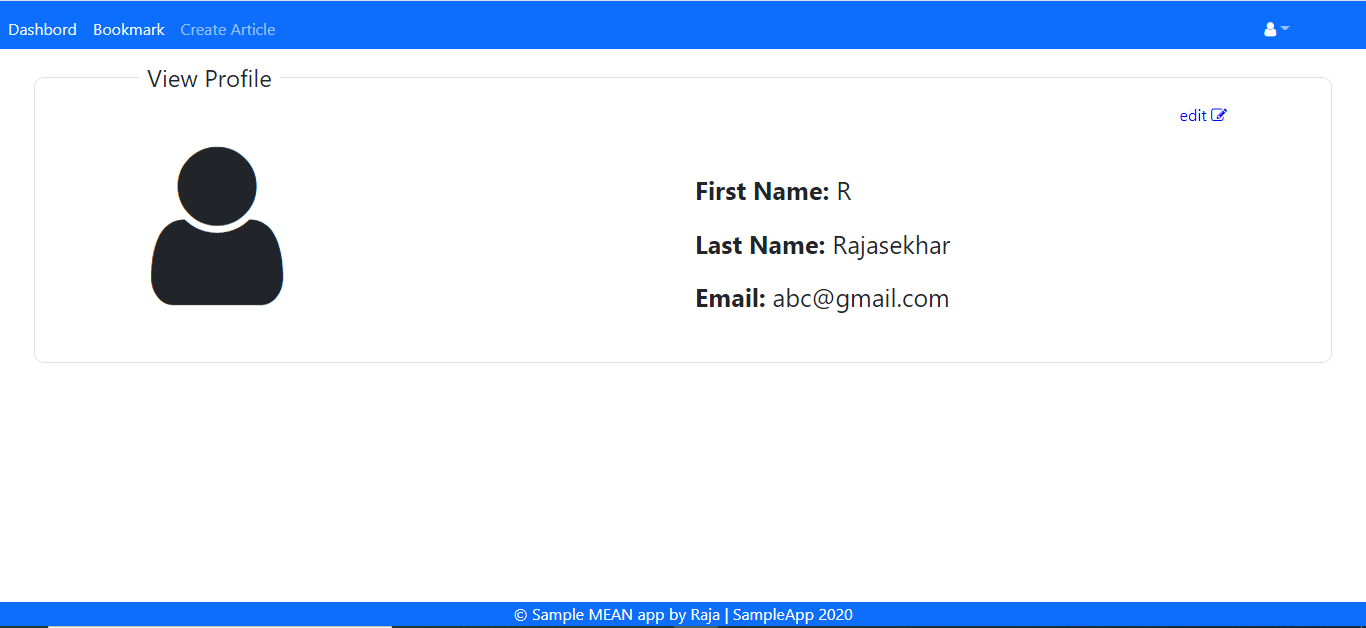 Dashbord Bookmark Create Article
View Profile
edit
First Name: R
Last Name: Rajasekhar
Email: abc@gmail.com
© Sample MEAN app by Raja | SampleApp 2020